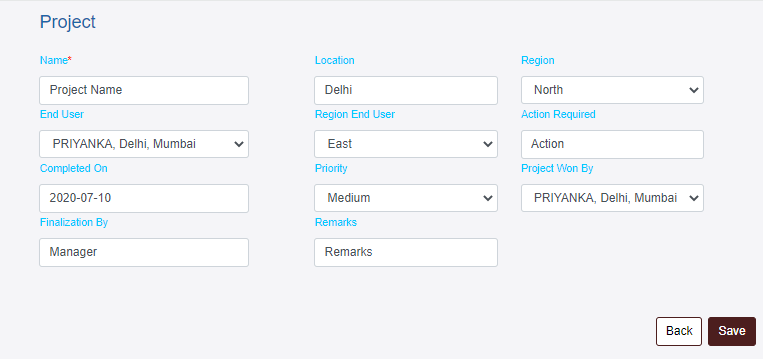 Project
Name* Location Region
Project Name Delhi North
End User Region End User Action Required
PRIYANKA, Delhi, Mumbai East Action
Completed On Priority Project Won By
2020-07-10 Medium PRIYANKA, Delhi, Mumbai
Finalization By Remarks
Manager Remarks
Back Save